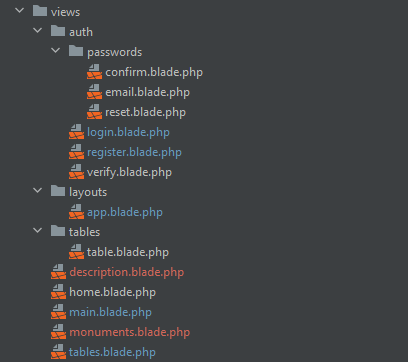 views
auth
passwords
confirm.blade.php
email.blade.php
reset.blade.php
login.blade.php
register.blade.php
verify.blade.php
layouts
app.blade.php
tables
table.blade.php
description.blade.php
home.blade.php
main.blade.php
monuments.blade.php
tables.blade.php